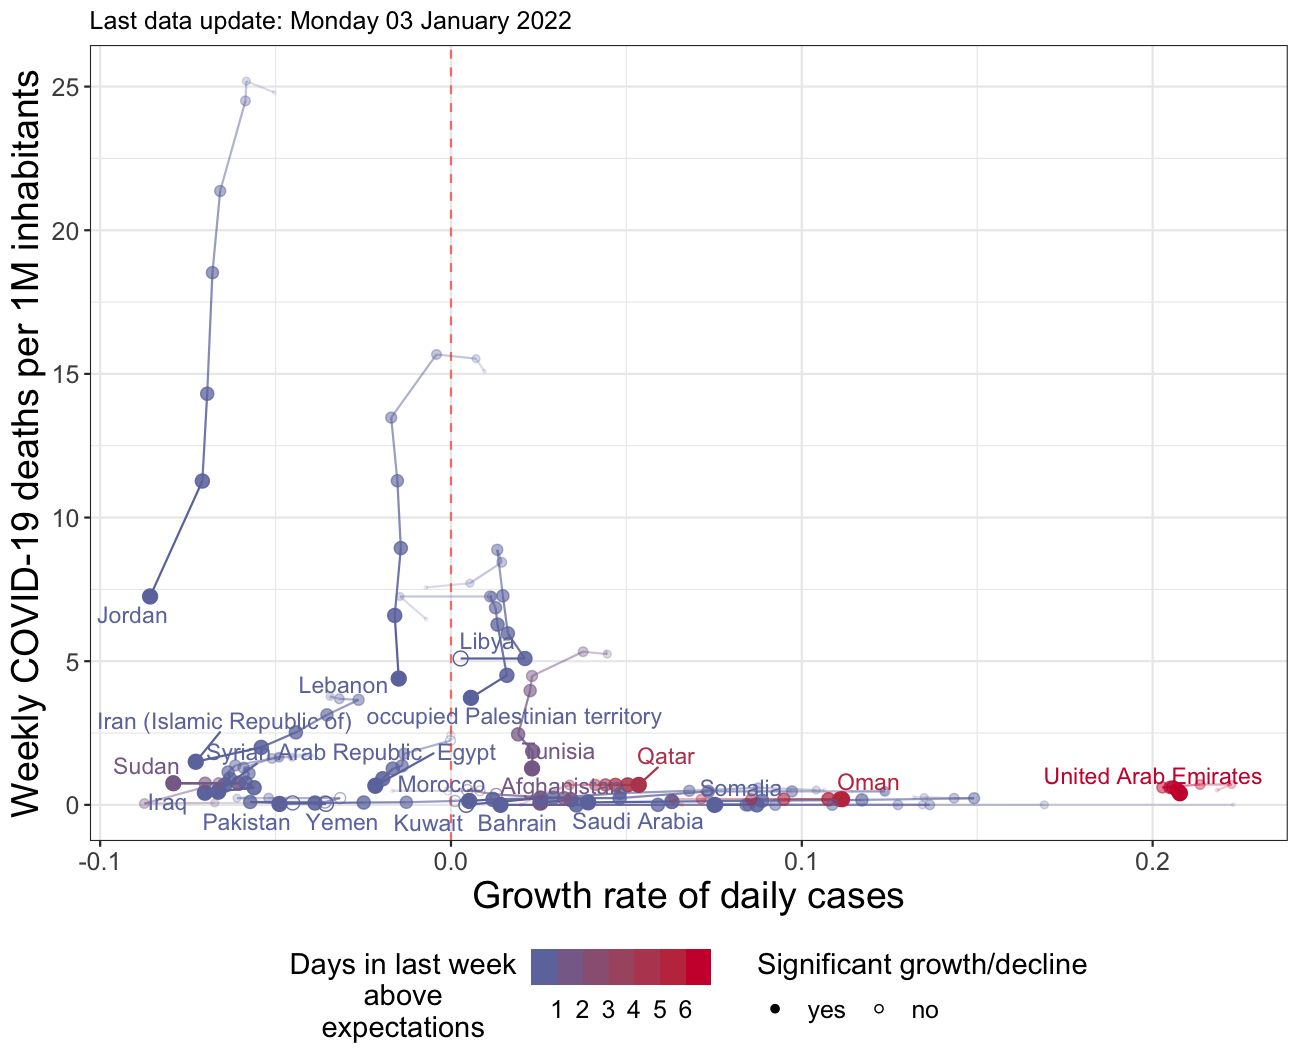 Last data update: Monday 03 January 2022
Weekly COVID-19 deaths per 1M inhabitants
25
20
15
10
5
0
Jordan
Libya
Lebanon
occupied Palestinian territory
Iran (Islamic Republic of)
Syrian Arab Republic
Egypt
Tunisia
Qatar
Sudan
Morocco
Afghanistan
Somalia
Oman
United Arab Emirates
Iraq
Pakistan
Yemen
Kuwait
Bahrain
Saudi Arabia
-0.1
0.0
0.1
0.2
Growth rate of daily cases
Days in last week
above
expectations
1 2 3 4 5 6
Significant growth/decline
yes
no